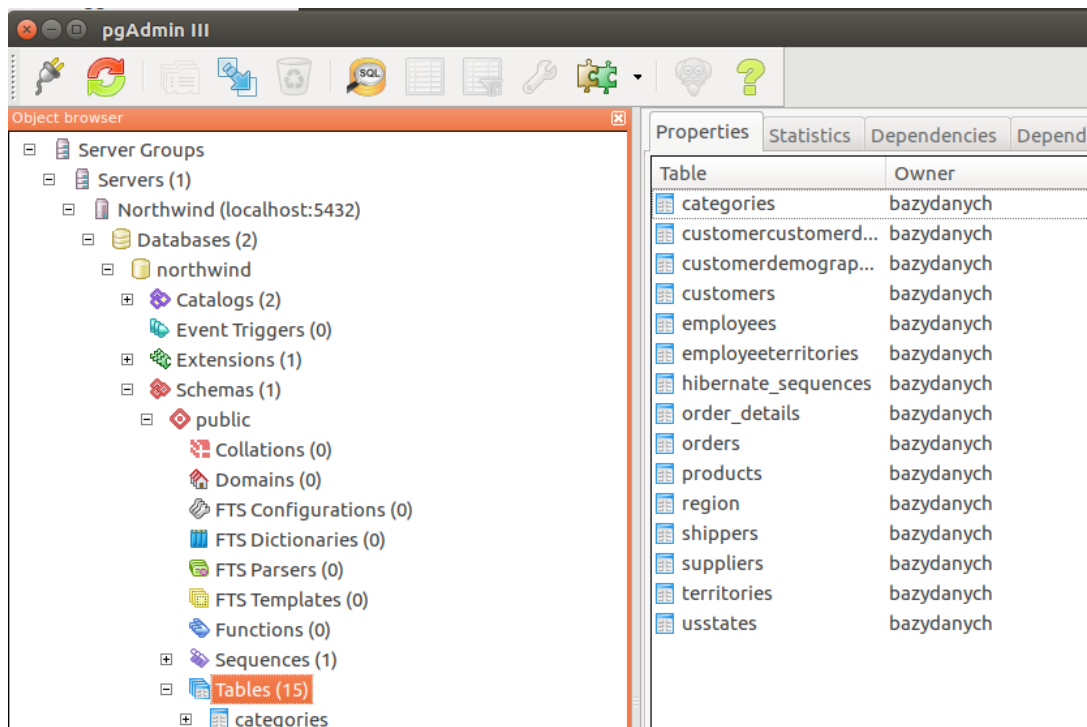 pgAdmin III
SQL
Object browser
Server Groups
Servers (1)
Northwind (localhost:5432)
Databases (2)
northwind
Catalogs (2)
Event Triggers (0)
Extensions (1)
Schemas (1)
public
Collations (0)
Domains (0)
FTS Configurations (0)
FTS Dictionaries (0)
FTS Parsers (0)
FTS Templates (0)
Functions (0)
Sequences (1)
Tables (15)
categories
Properties Statistics Dependencies Depend
Table Owner
categories bazydanych
customercustomerd... bazydanych
customerdemograp... bazydanych
customers bazydanych
employees bazydanych
employeeterritories bazydanych
hibernate_sequences bazydanych
order_details bazydanych
orders bazydanych
products bazydanych
region bazydanych
shippers bazydanych
suppliers bazydanych
territories bazydanych
usstates bazydanych